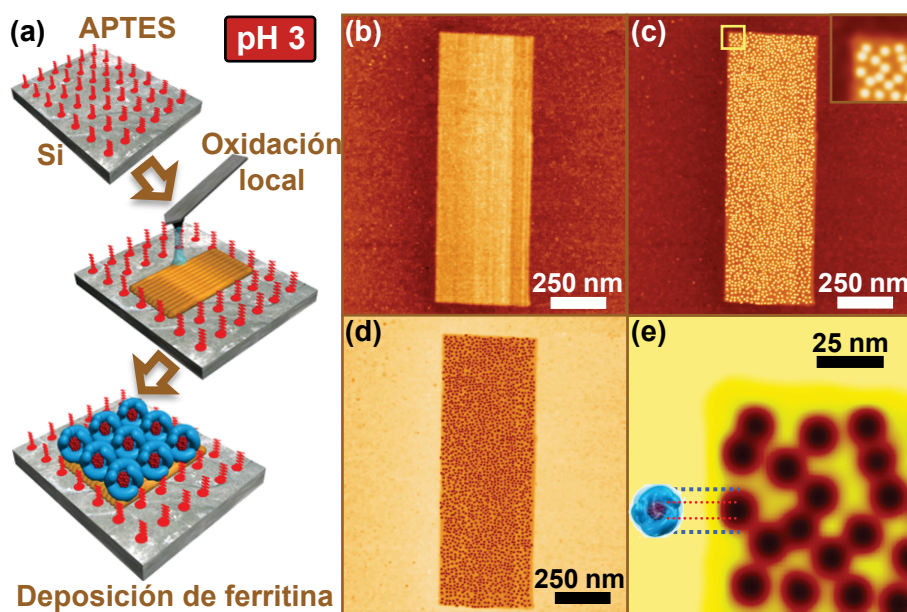 (a)
APTES
pH 3
Si
Oxidación
local
Deposición de ferritina
(b)
250 nm
(c)
250 nm
(d)
250 nm
(e)
25 nm